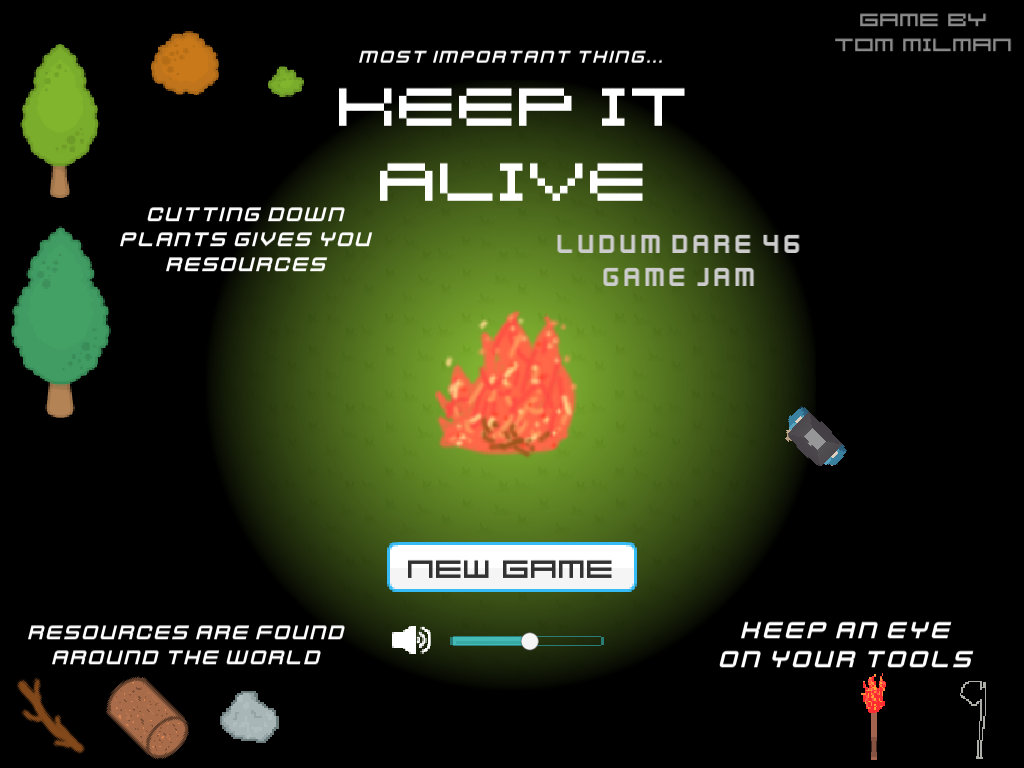 GAME BY
TOM MILMAN
MOST IMPORTANT THING...
KEEP IT
ALIVE
CUTTING DOWN
PLANTS GIVES YOU
RESOURCES
LUDUM DARE 46
GAME JAM
NEW GAME
RESOURCES ARE FOUND
AROUND THE WORLD
KEEP AN EYE
ON YOUR TOOLS